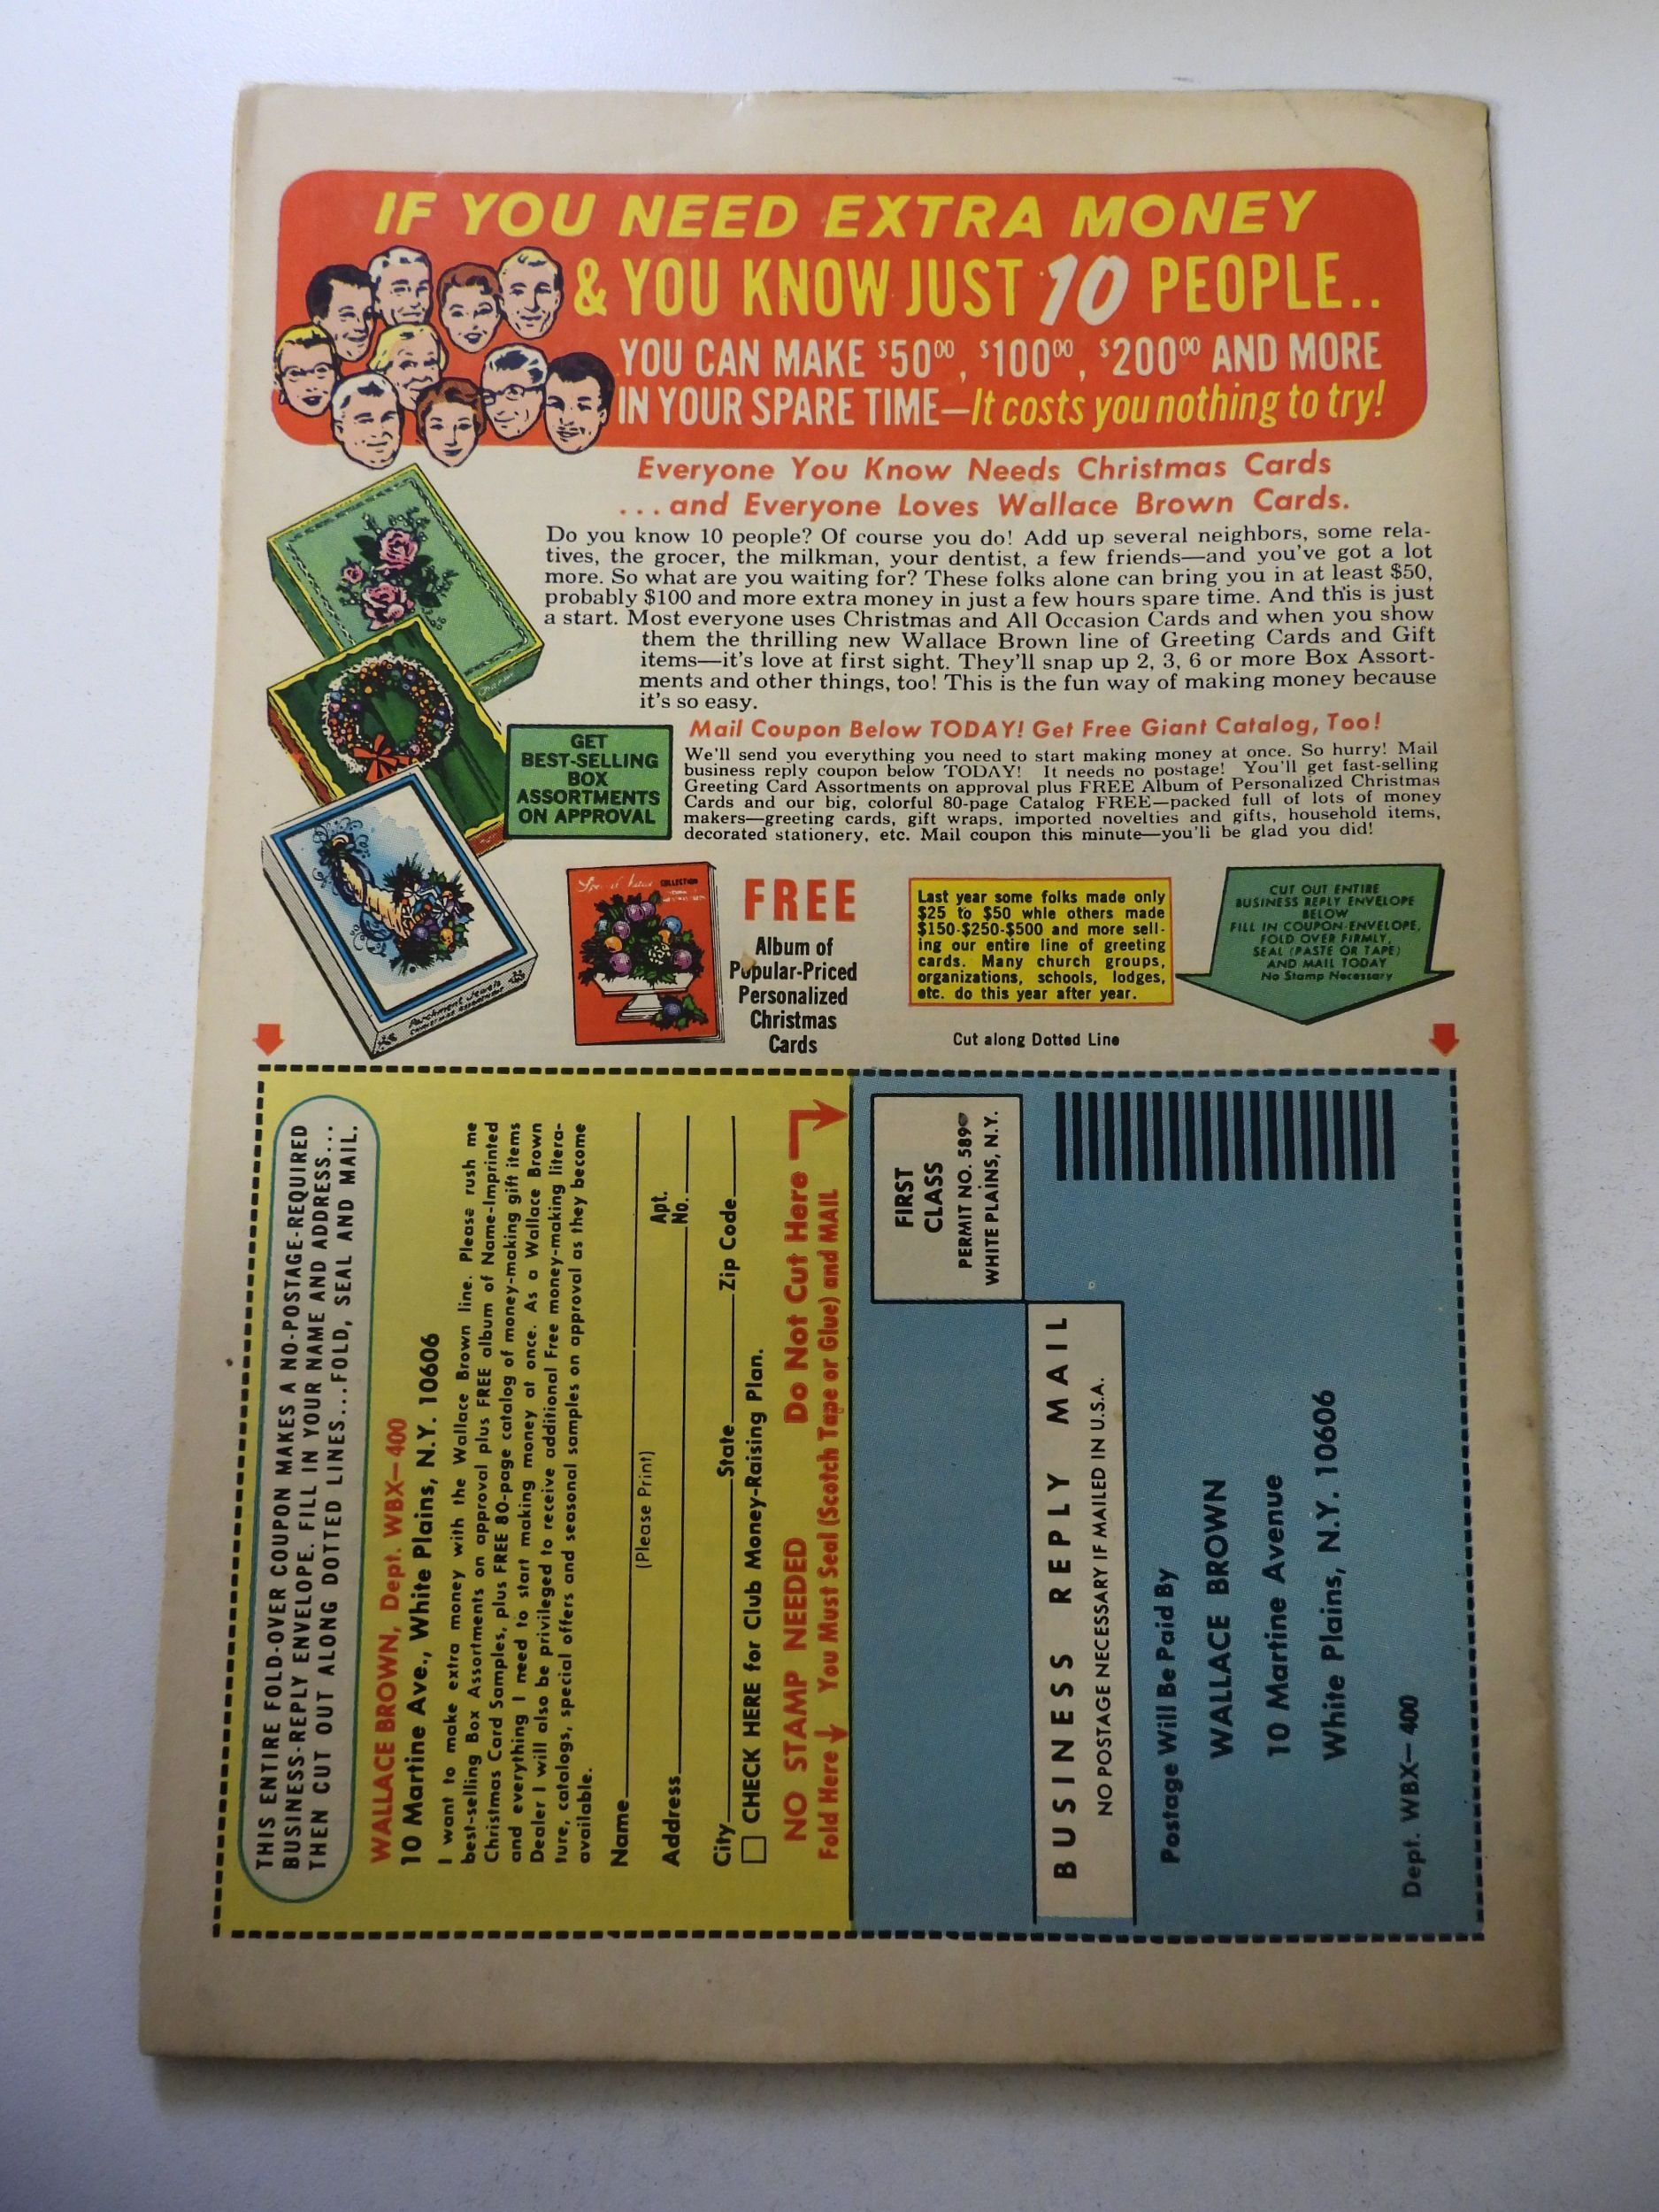 IF YOU NEED EXTRA MONEY
& YOU KNOW JUST 10 PEOPLE..
YOU CAN MAKE $50⁰⁰, $100⁰⁰, $200⁰⁰ AND MORE
IN YOUR SPARE TIME—It costs you nothing to try!
Everyone You Know Needs Christmas Cards
...and Everyone Loves Wallace Brown Cards.
Do you know 10 people? Of course you do! Add up several neighbors, some rela-
tives, the grocer, the milkman, your dentist, a few friends—and you've got a lot
more. So what are you waiting for? These folks alone can bring you in at least $50,
probably $100 and more extra money in just a few hours spare time. And this is just
a start. Most everyone uses Christmas and All Occasion Cards and when you show
them the thrilling new Wallace Brown line of Greeting Cards and Gift
items—it's love at first sight. They'll snap up 2, 3, 6 or more Box Assort-
ments and other things, too! This is the fun way of making money because
it's so easy.
GET
BEST-SELLING
BOX
ASSORTMENTS
ON APPROVAL
Mail Coupon Below TODAY! Get Free Giant Catalog, Too!
We'll send you everything you need to start making money at once. So hurry! Mail
business reply coupon below TODAY! It needs no postage! You'll get fast-selling
Greeting Card Assortments on approval plus FREE Album of Personalized Christmas
Cards and our big, colorful 80-page Catalog FREE—packed full of lots of money
makers—greeting cards, gift wraps, imported novelties and gifts, household items,
decorated stationery, etc. Mail coupon this minute—you'll be glad you did!
Parchment Jewels
CHRISTMAS ASSORTMENT
COLLECTION
FREE
Album of
Popular-Priced
Personalized
Christmas
Cards
Last year some folks made only
$25 to $50 whle others made
$150-$250-$500 and more sell-
ing our entire line of greeting
cards. Many church groups,
organizations, schools, lodges,
etc. do this year after year.
Cut along Dotted Line
CUT OUT ENTIRE
BUSINESS REPLY ENVELOPE
BELOW
FILL IN COUPON-ENVELOPE,
FOLD OVER FIRMLY,
SEAL (PASTE OR TAPE)
AND MAIL TODAY
No Stamp Necessary
THIS ENTIRE FOLD-OVER COUPON MAKES A NO-POSTAGE-REQUIRED
BUSINESS-REPLY ENVELOPE. FILL IN YOUR NAME AND ADDRESS...
THEN CUT OUT ALONG DOTTED LINES...FOLD, SEAL AND MAIL.
WALLACE BROWN, Dept. WBX—400
10 Martine Ave., White Plains, N.Y. 10606
I want to make extra money with the Wallace Brown line. Please rush me
best-selling Box Assortments on approval plus FREE album of Name-Imprinted
Christmas Card Samples, plus FREE 80-page catalog of money-making gift items
and everything I need to start making money at once. As a Wallace Brown
Dealer I will also be privileged to receive additional Free money-making litera-
ture, catalogs, special offers and seasonal samples on approval as they become
available.
Name
(Please Print)
Address Apt. No.
City State Zip Code
CHECK HERE for Club Money-Raising Plan.
NO STAMP NEEDED Do Not Cut Here
Fold Here You Must Seal (Scotch Tape or Glue) and MAIL
FIRST
CLASS
PERMIT NO. 589
WHITE PLAINS, N.Y.
BUSINESS REPLY MAIL
NO POSTAGE NECESSARY IF MAILED IN U.S.A.
Postage Will Be Paid By
WALLACE BROWN
10 Martine Avenue
White Plains, N.Y. 10606
Dept. WBX—400